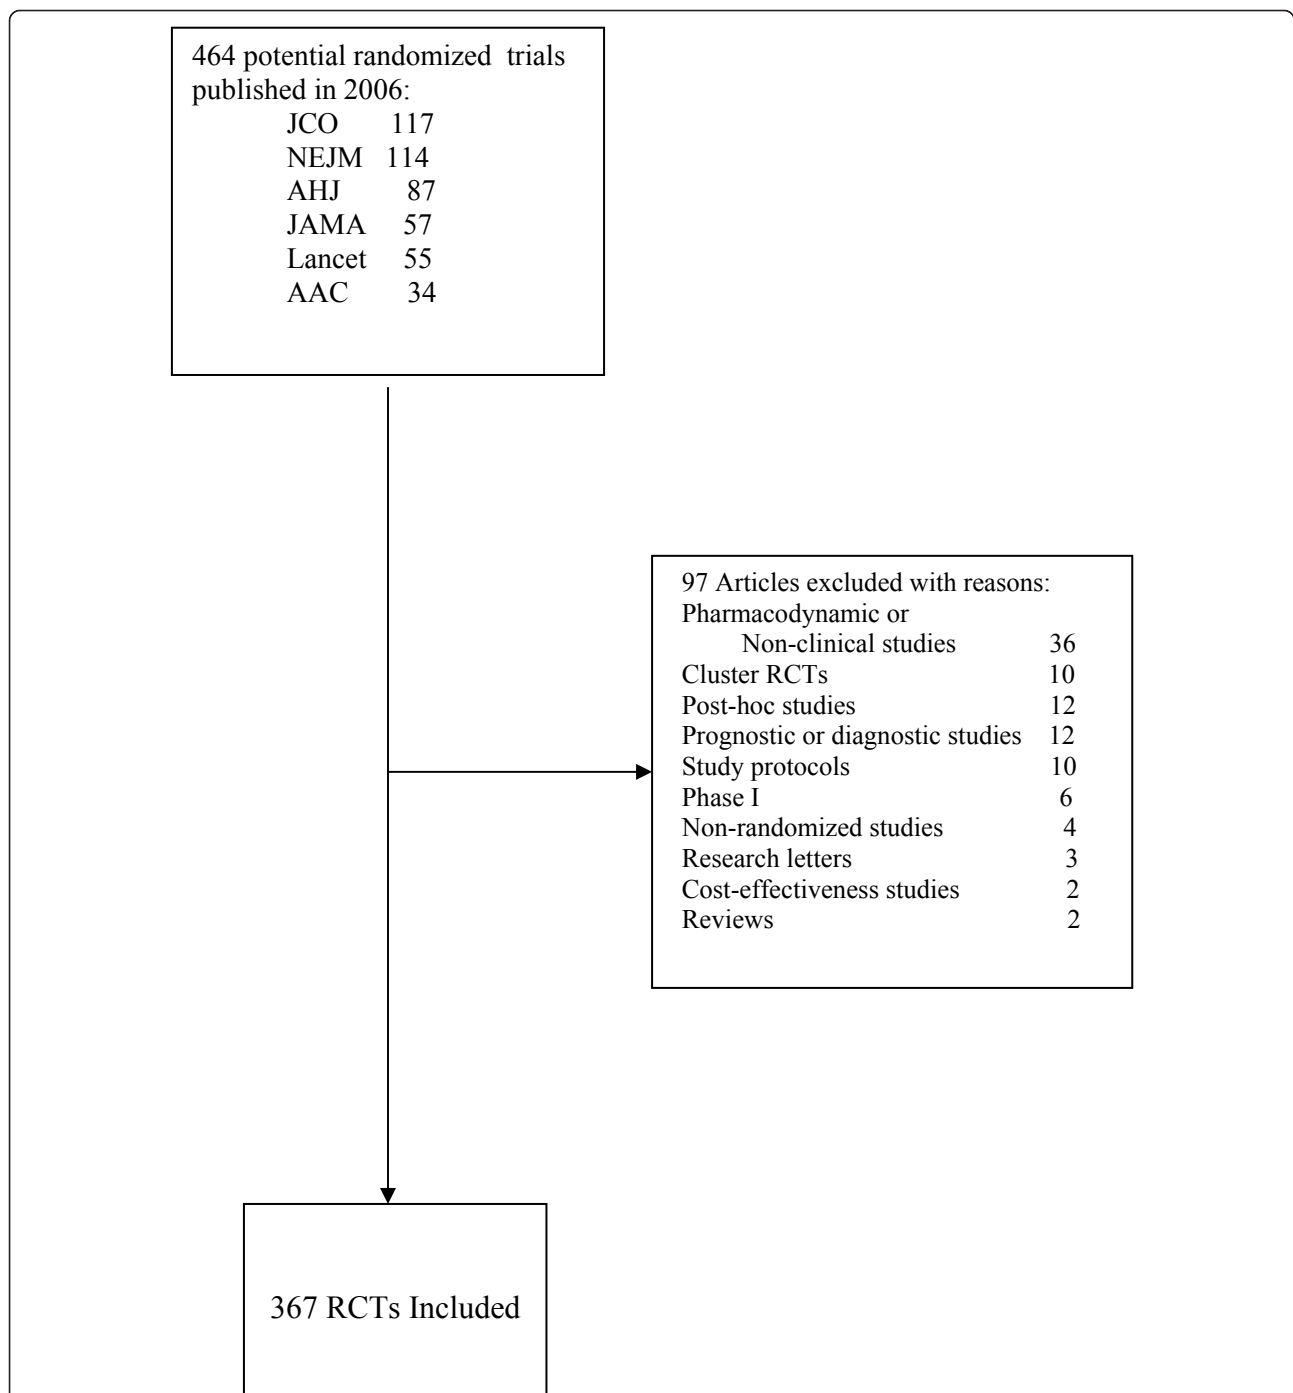 464 potential randomized trials
published in 2006:
JCO 117
NEJM 114
AHJ 87
JAMA 57
Lancet 55
AAC 34
97 Articles excluded with reasons:
Pharmacodynamic or
Non-clinical studies 36
Cluster RCTs 10
Post-hoc studies 12
Prognostic or diagnostic studies 12
Study protocols 10
Phase I 6
Non-randomized studies 4
Research letters 3
Cost-effectiveness studies 2
Reviews 2
367 RCTs Included